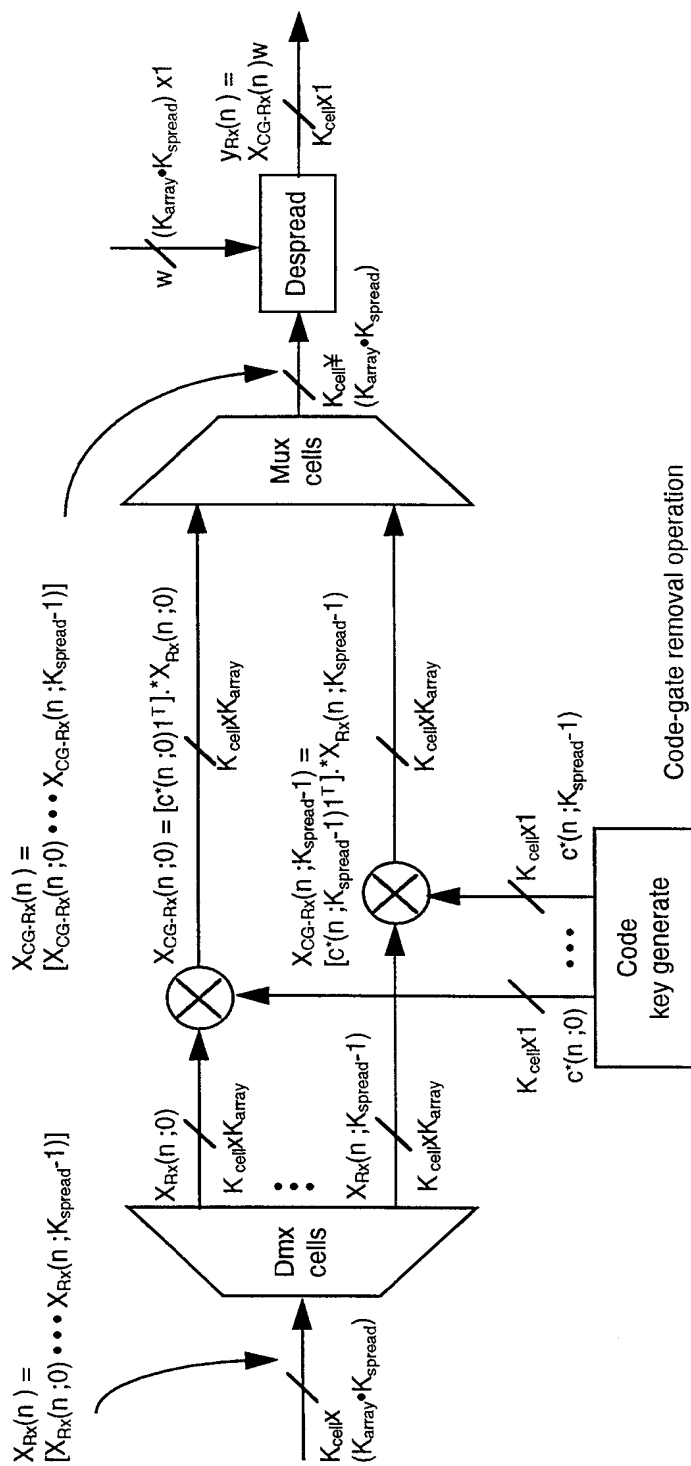 X_Rx(n ) =
[X_Rx(n ;0) ••• X_Rx(n ;K_spread-1)]
K_cell x
(K_array•K_spread)
Dmx
cells
X_Rx(n ;0)
K_cell x K_array
•••
X_Rx(n ;K_spread-1)
K_cell x K_array
X_CG-Rx(n ) =
[X_CG-Rx(n ;0) ••• X_CG-Rx(n ;K_spread-1)]
X_CG-Rx(n ;0) = [c*(n ;0)1^T].*X_Rx(n ;0)
K_cell x K_array
X_CG-Rx(n ;K_spread-1) =
[c*(n ;K_spread-1)1^T].*X_Rx(n ;K_spread-1)
K_cell x K_array
K_cell x1
c*(n ;0)
•••
K_cell x1
c*(n ;K_spread-1)
Code
key generate
Mux
cells
K_cell ¥
(K_array•K_spread)
w
(K_array•K_spread) x1
Despread
y_Rx(n ) =
X_CG-Rx(n )w
K_cell x1
Code-gate removal operation